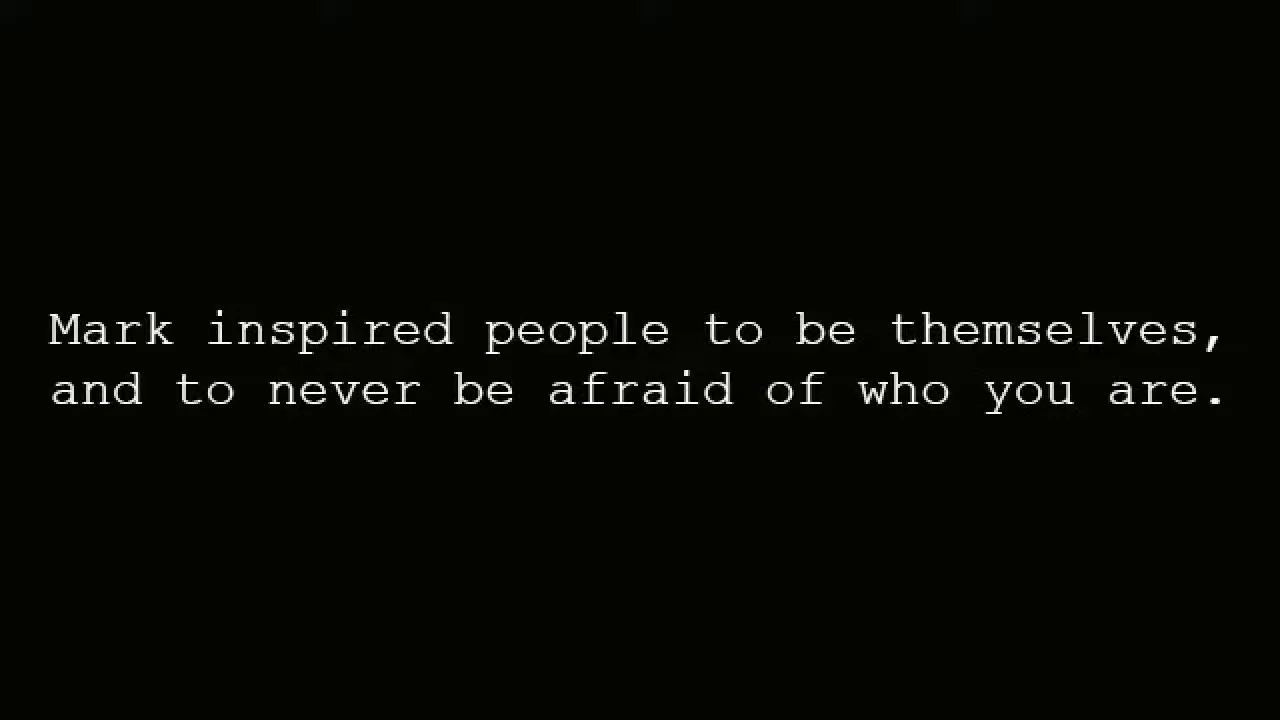 Mark inspired people to be themselves,
and to never be afraid of who you are.